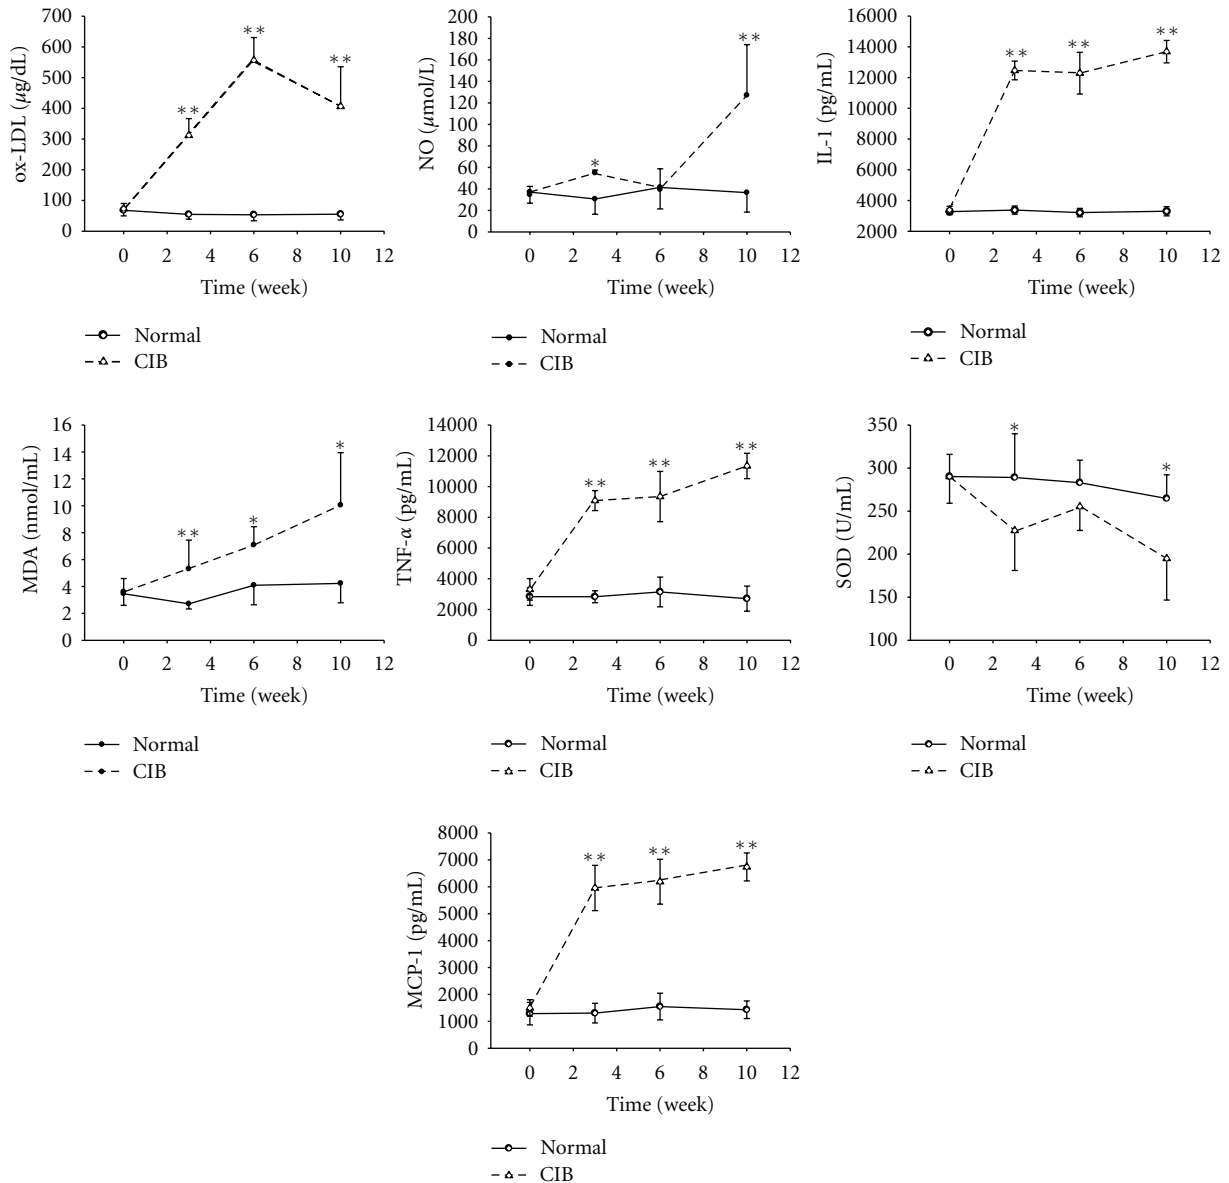 700
600
500
400
300
200
100
0
ox-LDL (μg/dL)
** ** **
0 2 4 6 8 10 12
Time (week)
Normal
CIB
200
180
160
140
120
100
80
60
40
20
0
NO (μmol/L)
* **
0 2 4 6 8 10 12
Time (week)
Normal
CIB
16000
14000
12000
10000
8000
6000
4000
2000
IL-1 (pg/mL)
** ** **
0 2 4 6 8 10 12
Time (week)
Normal
CIB
16
14
12
10
8
6
4
2
0
MDA (nmol/mL)
** * *
0 2 4 6 8 10 12
Time (week)
Normal
CIB
14000
12000
10000
8000
6000
4000
2000
0
TNF-α (pg/mL)
** ** **
0 2 4 6 8 10 12
Time (week)
Normal
CIB
350
300
250
200
150
100
SOD (U/mL)
* *
0 2 4 6 8 10 12
Time (week)
Normal
CIB
8000
7000
6000
5000
4000
3000
2000
1000
0
MCP-1 (pg/mL)
** ** **
0 2 4 6 8 10 12
Time (week)
Normal
CIB